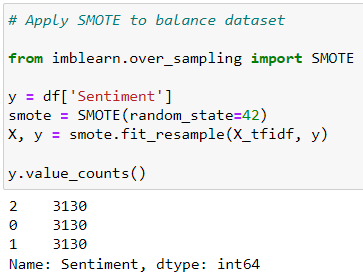 # Apply SMOTE to balance dataset
from imblearn.over_sampling import SMOTE
y = df['Sentiment']
smote = SMOTE(random_state=42)
X, y = smote.fit_resample(X_tfidf, y)
y.value_counts()
2    3130
0    3130
1    3130
Name: Sentiment, dtype: int64